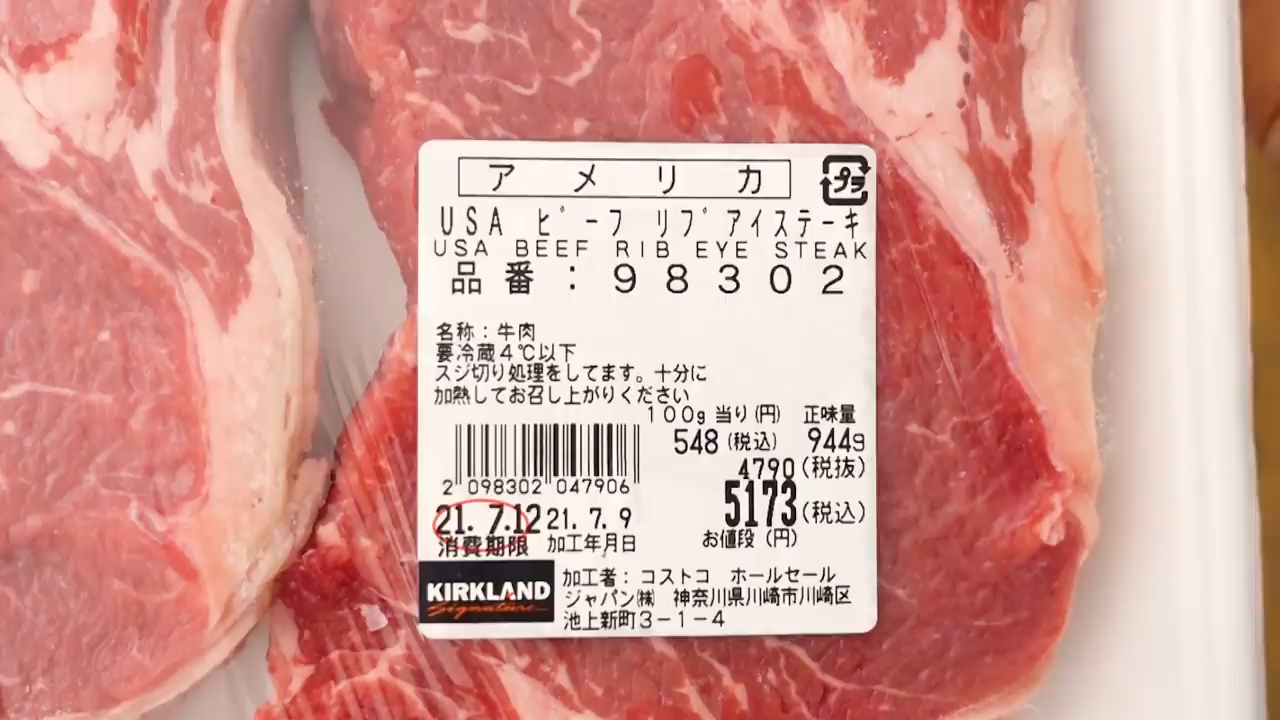 アメリカ
プラ
USA ビーフ リブアイステーキ
USA BEEF RIB EYE STEAK
品番：98302
名称：牛肉
要冷蔵4℃以下
スジ切り処理をしてます。十分に
加熱してお召し上がりください
100g当り(円) 正味量
548(税込) 944g
4790(税抜)
2 098302 047906
5173(税込)
21. 7.12 21. 7. 9
消費期限 加工年月日 お値段(円)
KIRKLAND
Signature
加工者：コストコ ホールセール
ジャパン㈱ 神奈川県川崎市川崎区
池上新町3-1-4